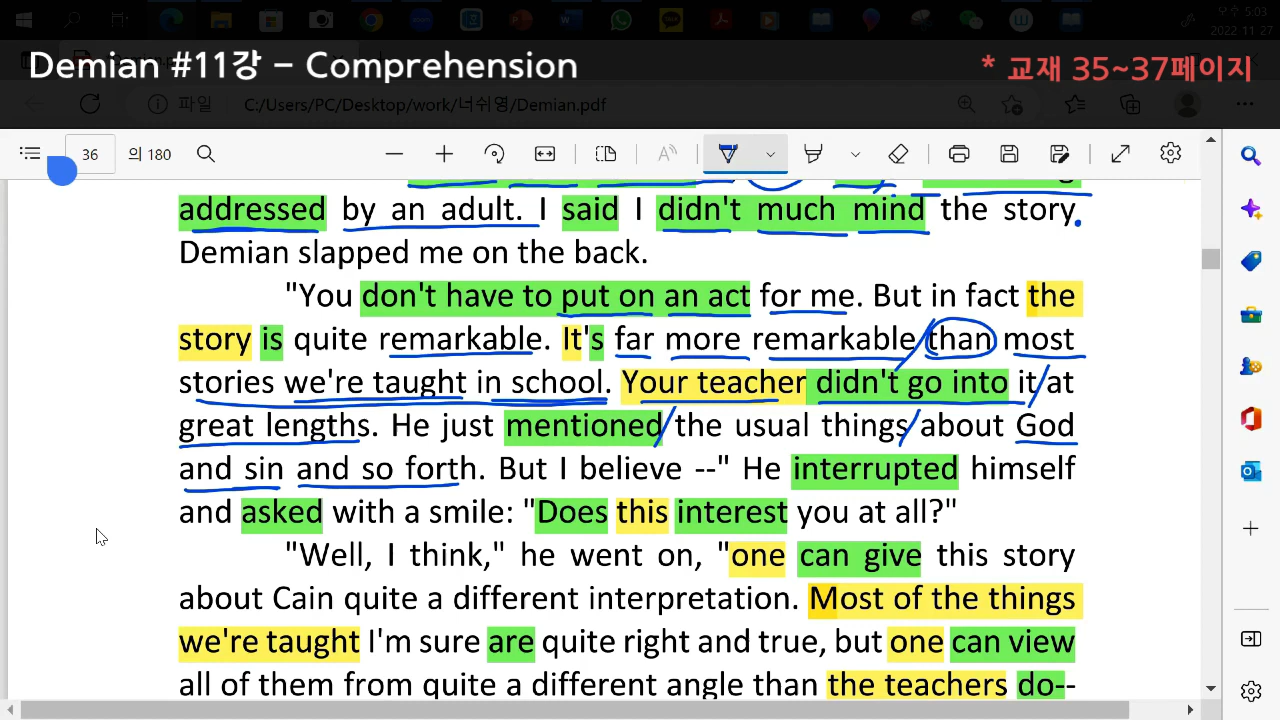 오후 5:03
2022-11-27
Demian #11강 – Comprehension
* 교재 35~37페이지
파일
C:/Users/PC/Desktop/work/너쉬영/Demian.pdf
36 의 180
addressed by an adult. I said I didn't much mind the story.
Demian slapped me on the back.
"You don't have to put on an act for me. But in fact the
story is quite remarkable. It's far more remarkable than most
stories we're taught in school. Your teacher didn't go into it at
great lengths. He just mentioned the usual things about God
and sin and so forth. But I believe --" He interrupted himself
and asked with a smile: "Does this interest you at all?"
"Well, I think," he went on, "one can give this story
about Cain quite a different interpretation. Most of the things
we're taught I'm sure are quite right and true, but one can view
all of them from quite a different angle than the teachers do--